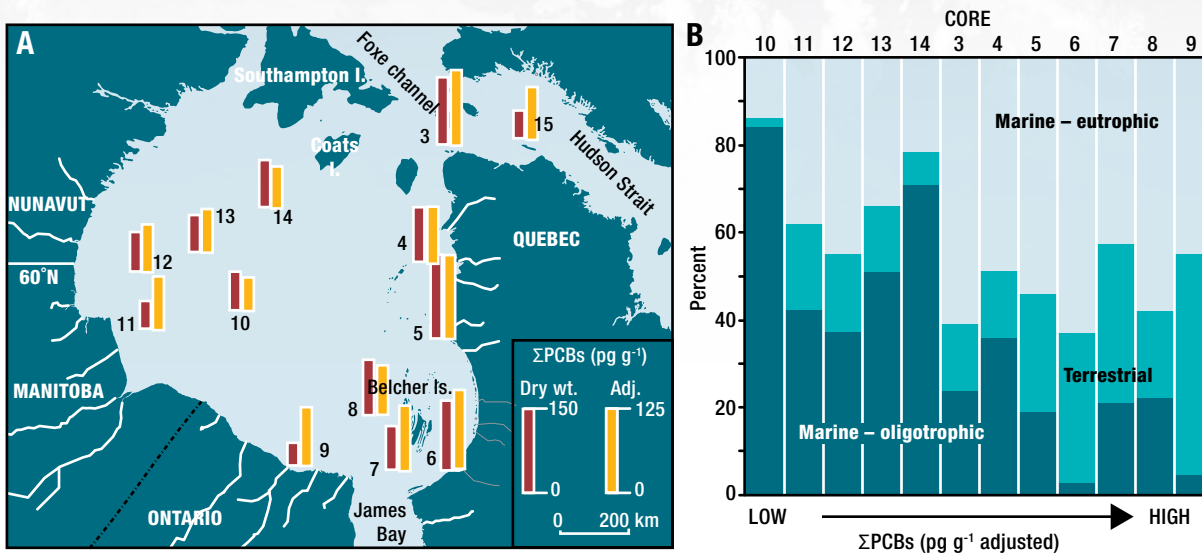 A
Foxe channel
Southampton I.
Coats
I.
3
15
Hudson Strait
NUNAVUT
13
14
12
4
QUEBEC
60°N
11
10
5
ΣPCBs (pg g⁻¹)
Dry wt.
Adj.
150
125
0
0
0 200 km
MANITOBA
Belcher Is.
8
9
7
6
ONTARIO
James
Bay
B
CORE
10 11 12 13 14 3 4 5 6 7 8 9
100
80
60
40
20
0
Percent
Marine – eutrophic
Terrestrial
Marine – oligotrophic
LOW
HIGH
ΣPCBs (pg g⁻¹ adjusted)